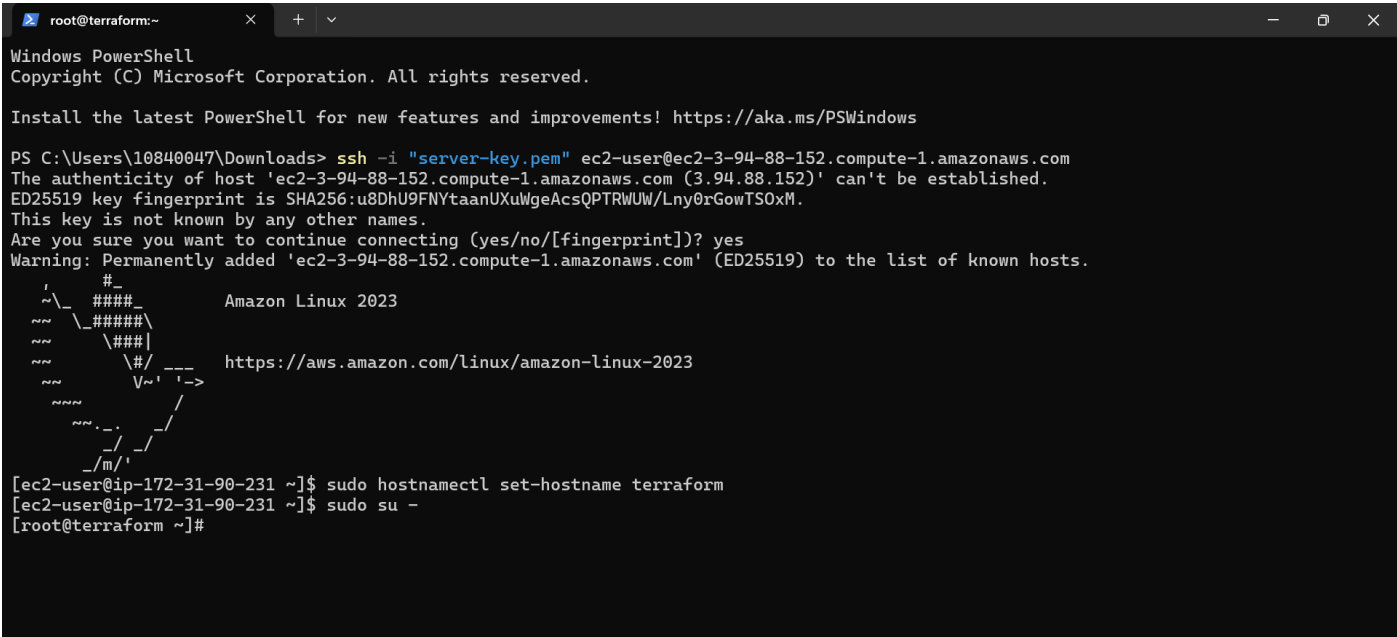 root@terraform:~
Windows PowerShell
Copyright (C) Microsoft Corporation. All rights reserved.
Install the latest PowerShell for new features and improvements! https://aka.ms/PSWindows
PS C:\Users\10840047\Downloads> ssh -i "server-key.pem" ec2-user@ec2-3-94-88-152.compute-1.amazonaws.com
The authenticity of host 'ec2-3-94-88-152.compute-1.amazonaws.com (3.94.88.152)' can't be established.
ED25519 key fingerprint is SHA256:u8DhU9FNYtaanUXuWgeAcsQPTRWUW/Lny0rGowTSOxM.
This key is not known by any other names.
Are you sure you want to continue connecting (yes/no/[fingerprint])? yes
Warning: Permanently added 'ec2-3-94-88-152.compute-1.amazonaws.com' (ED25519) to the list of known hosts.
   ,     #_
   ~\_  ####_        Amazon Linux 2023
  ~~  \_#####\
  ~~     \###|
  ~~       \#/ ___   https://aws.amazon.com/linux/amazon-linux-2023
   ~~       V~' '->
    ~~~         /
      ~~._.   _/
         _/ _/
       _/m/'
[ec2-user@ip-172-31-90-231 ~]$ sudo hostnamectl set-hostname terraform
[ec2-user@ip-172-31-90-231 ~]$ sudo su -
[root@terraform ~]#